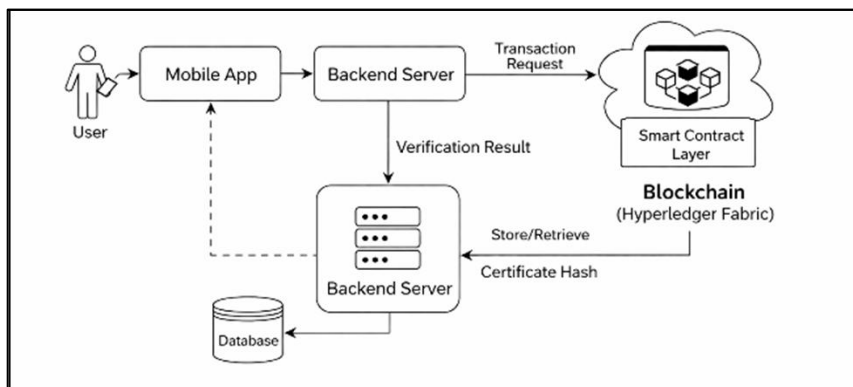 Transaction
Request
Mobile App
Backend Server
User
Smart Contract
Layer
Verification Result
Blockchain
(Hyperledger Fabric)
Store/Retrieve
Certificate Hash
Backend Server
Database